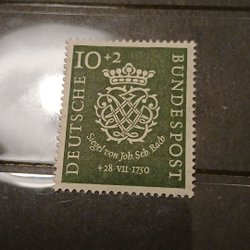 10+2
DEUTSCHE
BUNDESPOST
Siegel von Joh. Seb. Bach
+28·VII·1750